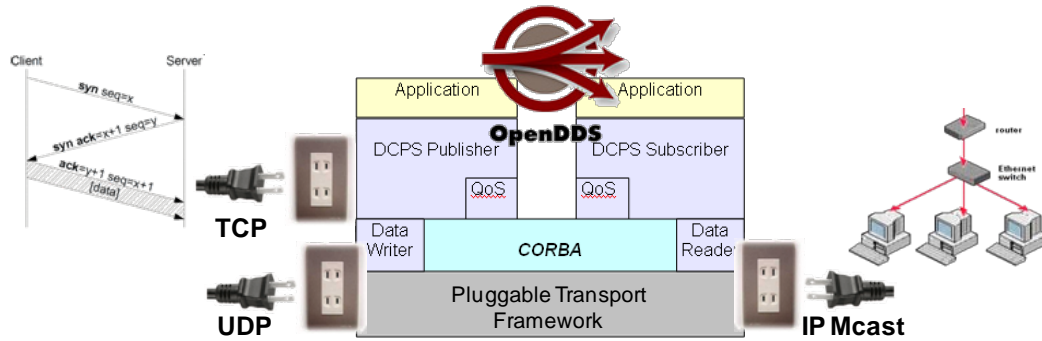 Client
Server
syn seq=x
syn ack=x+1 seq=y
ack=y+1 seq=x+1
[data]
TCP
UDP
OpenDDS
Application
Application
DCPS Publisher
DCPS Subscriber
QoS
QoS
Data
Writer
CORBA
Data
Reader
Pluggable Transport
Framework
IP Mcast
router
Ethernet
switch